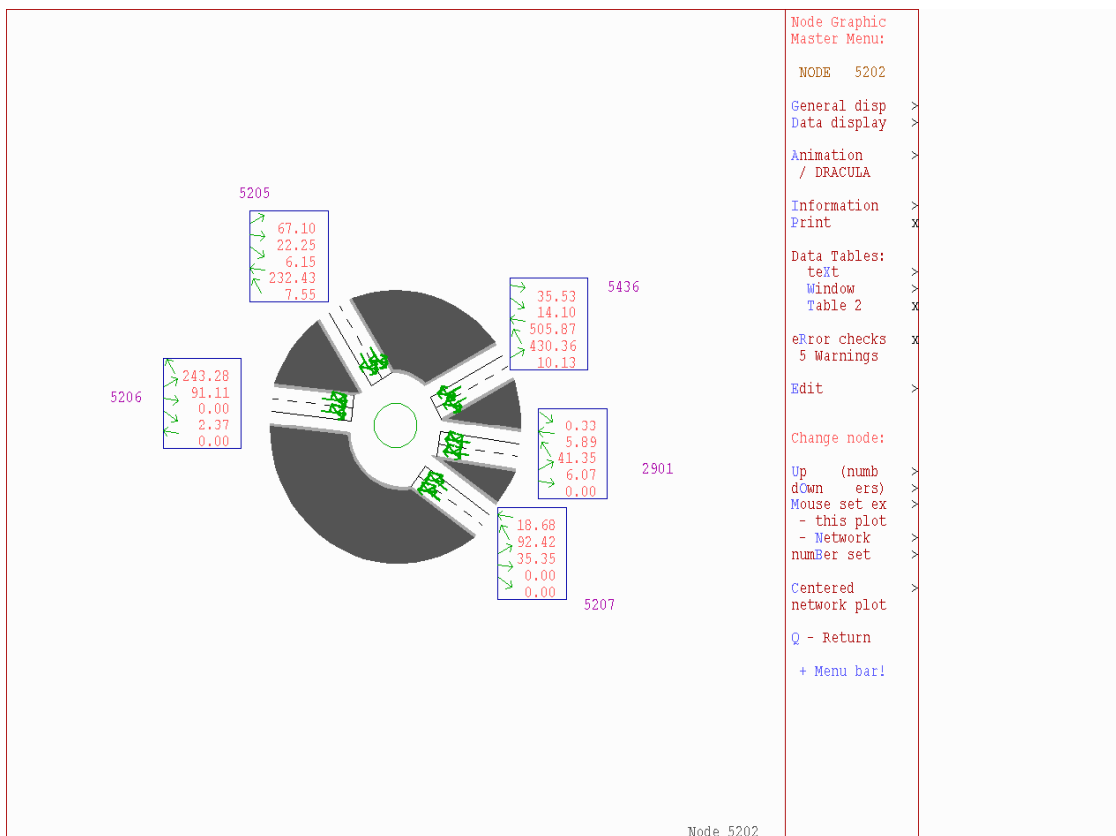 5205
67.10
22.25
6.15
232.43
7.55
5436
35.53
14.10
505.87
430.36
10.13
5206
243.28
91.11
0.00
2.37
0.00
2901
0.33
5.89
41.35
6.07
0.00
18.68
92.42
35.35
0.00
0.00
5207
Node 5202
Node Graphic
Master Menu:
NODE 5202
General disp >
Data display >
Animation >
/ DRACULA
Information >
Print x
Data Tables:
teXt >
Window >
Table 2 x
eRror checks x
5 Warnings
Edit >
Change node:
Up (numb >
dOwn ers) >
Mouse set ex >
- this plot
- Network >
numBer set >
Centered >
network plot
Q - Return
+ Menu bar!